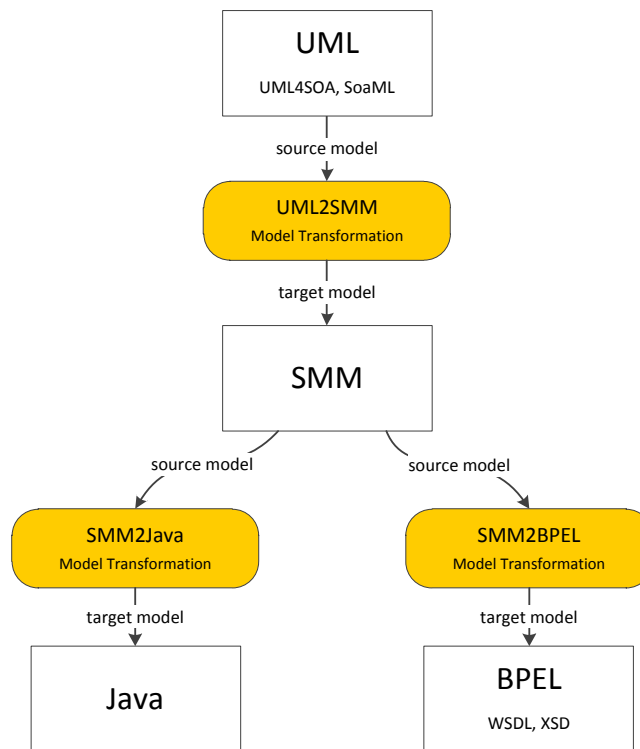 UML
UML4SOA, SoaML
source model
UML2SMM
Model Transformation
target model
SMM
source model
source model
SMM2Java
Model Transformation
SMM2BPEL
Model Transformation
target model
target model
Java
BPEL
WSDL, XSD